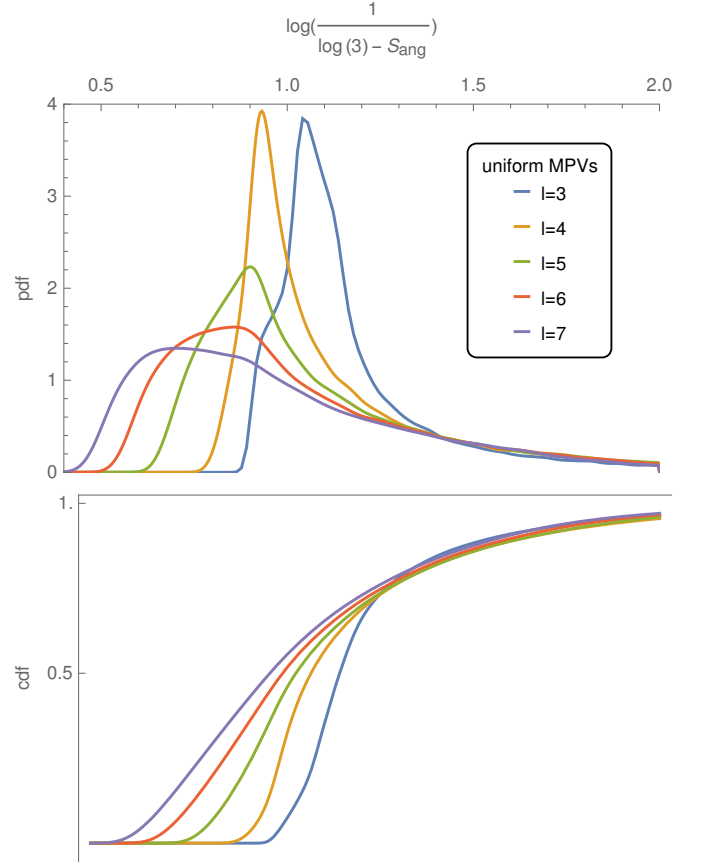 log(1/(log (3) − Sang))
0.5 1.0 1.5 2.0
4
3
2
1
0
pdf
uniform MPVs
l=3
l=4
l=5
l=6
l=7
1.
0.5
cdf